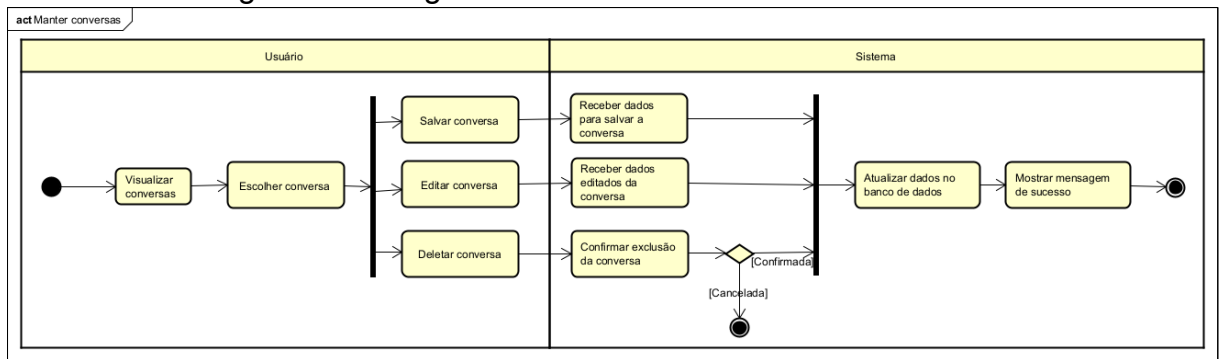 act Manter conversas
Usuário
Sistema
Visualizar
conversas
Escolher conversa
Salvar conversa
Editar conversa
Deletar conversa
Receber dados
para salvar a
conversa
Receber dados
editados da
conversa
Confirmar exclusão
da conversa
[Confirmada]
[Cancelada]
Atualizar dados no
banco de dados
Mostrar mensagem
de sucesso